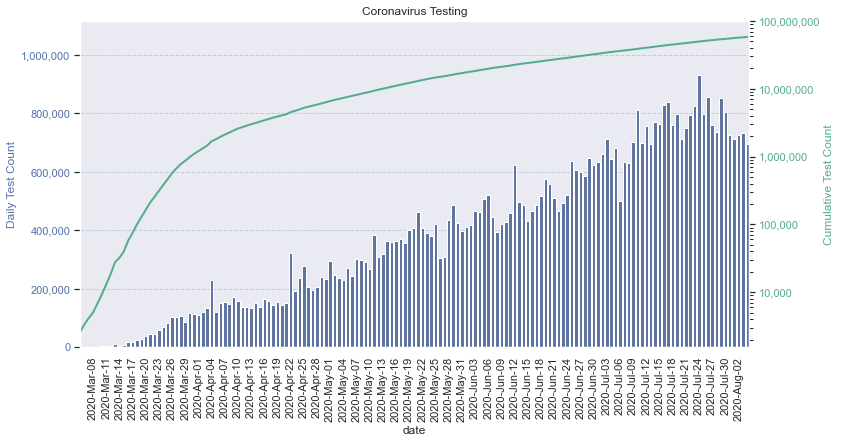 Coronavirus Testing
Daily Test Count
1,000,000
800,000
600,000
400,000
200,000
0
100,000,000
10,000,000
1,000,000
100,000
10,000
Cumulative Test Count
2020-Mar-08
2020-Mar-11
2020-Mar-14
2020-Mar-17
2020-Mar-20
2020-Mar-23
2020-Mar-26
2020-Mar-29
2020-Apr-01
2020-Apr-04
2020-Apr-07
2020-Apr-10
2020-Apr-13
2020-Apr-16
2020-Apr-19
2020-Apr-22
2020-Apr-25
2020-Apr-28
2020-May-01
2020-May-04
2020-May-07
2020-May-10
2020-May-13
2020-May-16
2020-May-19
2020-May-22
2020-May-25
2020-May-28
2020-May-31
2020-Jun-03
2020-Jun-06
2020-Jun-09
2020-Jun-12
2020-Jun-15
2020-Jun-18
2020-Jun-21
2020-Jun-24
2020-Jun-27
2020-Jun-30
2020-Jul-03
2020-Jul-06
2020-Jul-09
2020-Jul-12
2020-Jul-15
2020-Jul-18
2020-Jul-21
2020-Jul-24
2020-Jul-27
2020-Jul-30
2020-Aug-02
date